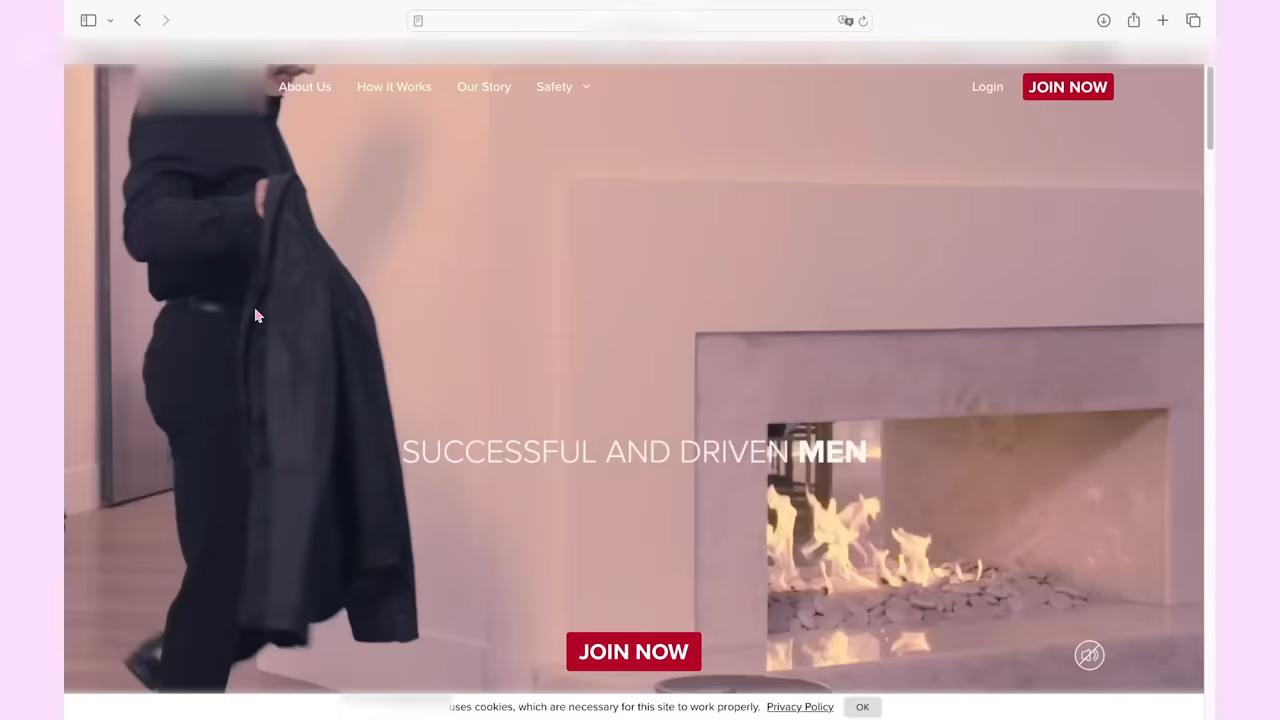 About Us How it Works Our Story Safety Login JOIN NOW
SUCCESSFUL AND DRIVEN MEN
JOIN NOW
uses cookies, which are necessary for this site to work properly. Privacy Policy OK